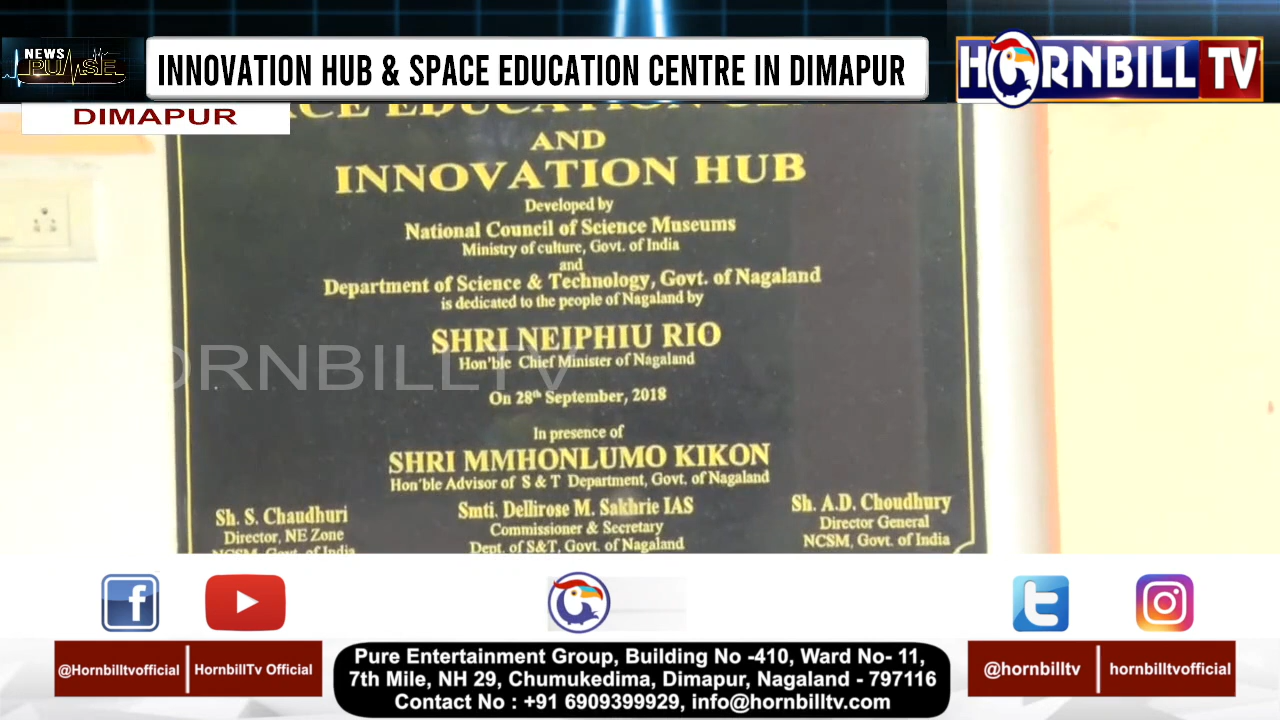 NEWS
PULSE
INNOVATION HUB & SPACE EDUCATION CENTRE IN DIMAPUR
HORNBILL TV
DIMAPUR
EDUCATION
AND
INNOVATION HUB
Developed by
National Council of Science Museums
Ministry of culture, Govt. of India
and
Department of Science & Technology, Govt. of Nagaland
is dedicated to the people of Nagaland by
SHRI NEIPHIU RIO
Hon'ble Chief Minister of Nagaland
ORNBILLTV
On 28th September, 2018
In presence of
SHRI MMHONLUMO KIKON
Hon'ble Advisor of S & T Department, Govt. of Nagaland
Sh. S. Chaudhuri
Director, NE Zone
NCSM, Govt. of India
Smti. Dellirose M. Sakhrie IAS
Commissioner & Secretary
Dept. of S&T, Govt. of Nagaland
Sh. A.D. Choudhury
Director General
NCSM, Govt. of India
@Hornbilltvofficial
HornbillTv Official
Pure Entertainment Group, Building No -410, Ward No- 11,
7th Mile, NH 29, Chumukedima, Dimapur, Nagaland - 797116
Contact No : +91 6909399929, info@hornbilltv.com
@hornbilltv
hornbilltvofficial